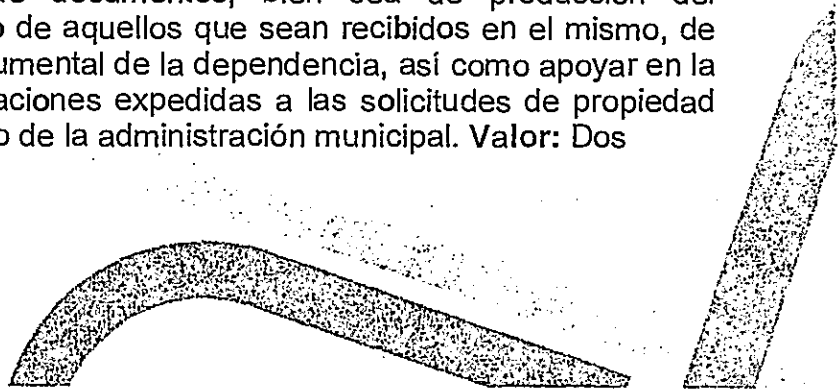 documentos, bien sea de producción del
o de aquellos que sean recibidos en el mismo, de
umental de la dependencia, así como apoyar en la
aciones expedidas a las solicitudes de propiedad
o de la administración municipal. Valor: Dos